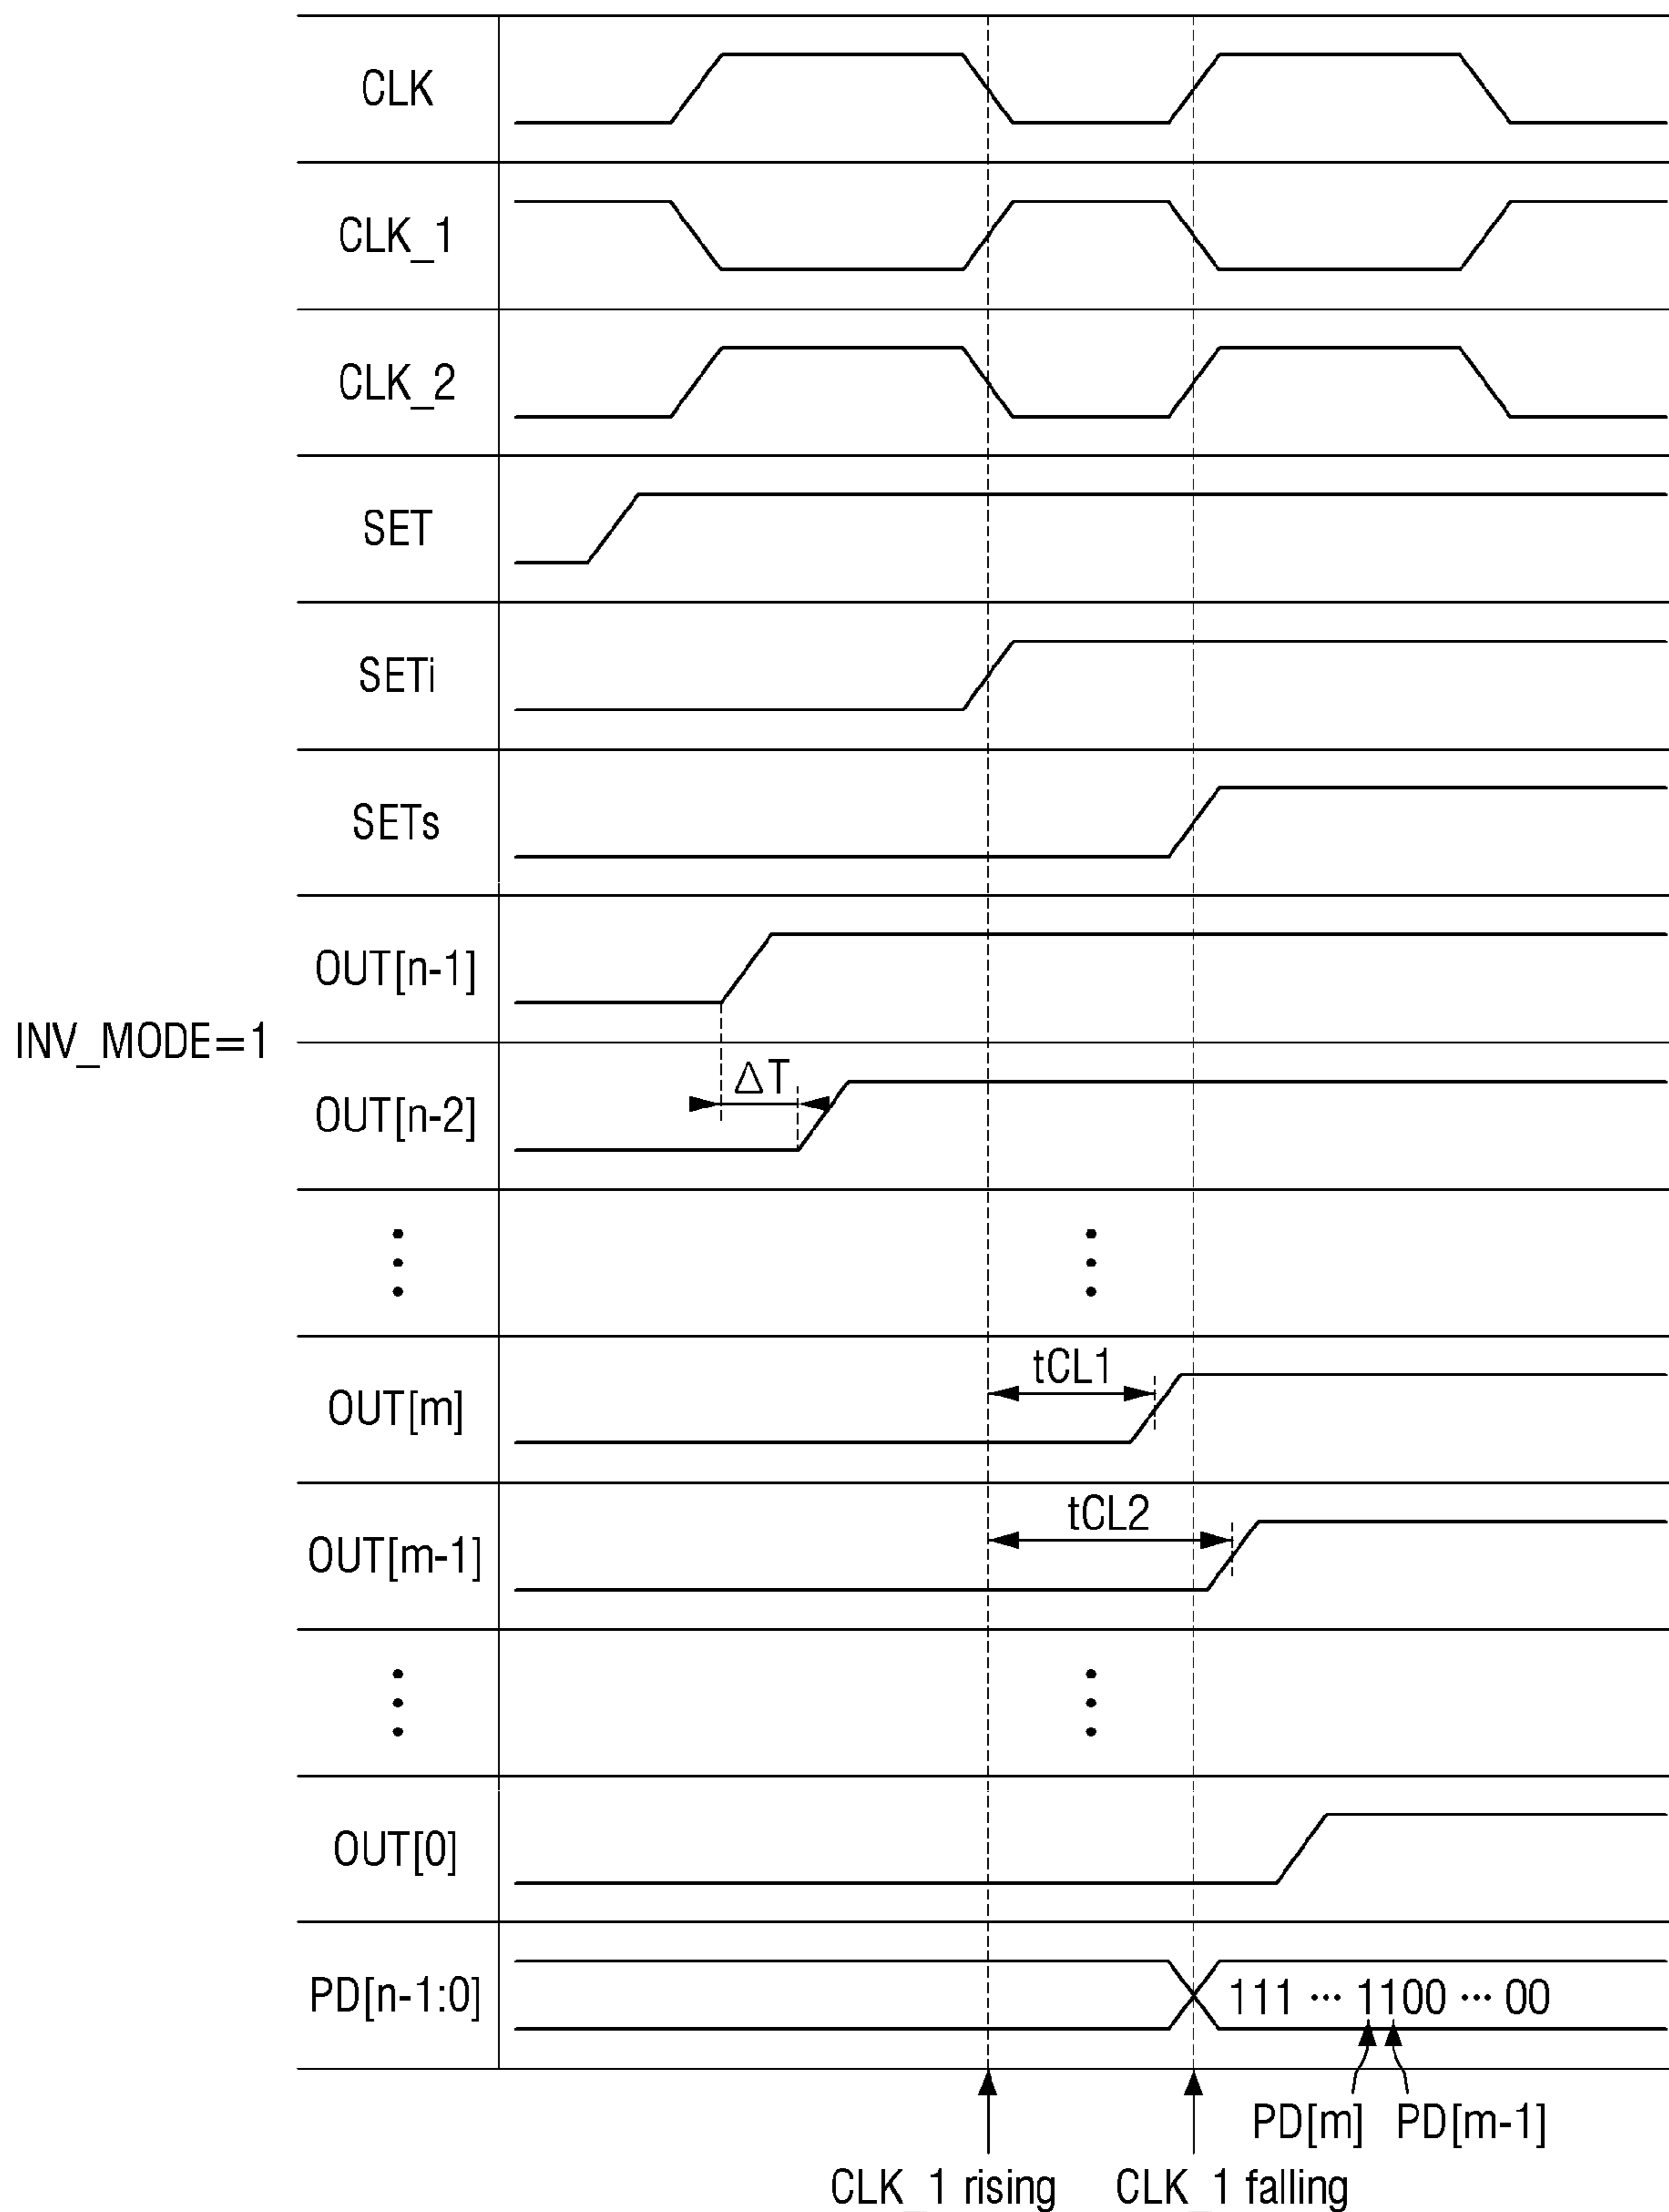 CLK
CLK_1
CLK_2
SET
SETi
SETs
OUT[n-1]
INV_MODE=1
ΔT
OUT[n-2]
tCL1
OUT[m]
tCL2
OUT[m-1]
OUT[0]
PD[n-1:0] 111 ··· 1100 ··· 00
PD[m] PD[m-1]
CLK_1 rising CLK_1 falling